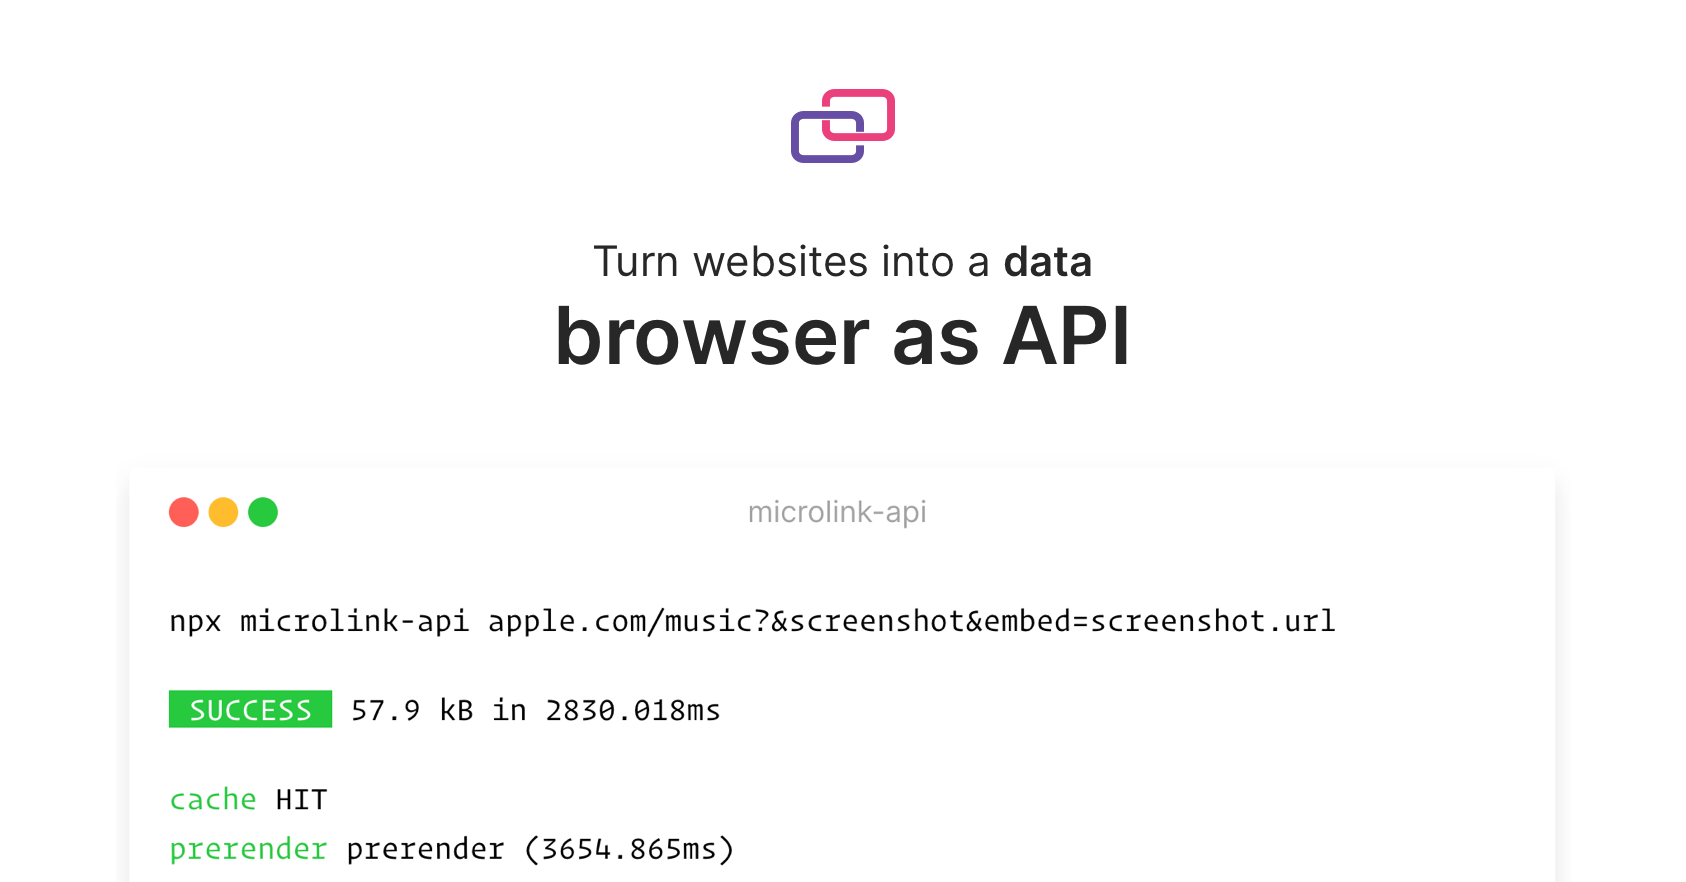 Turn websites into a data
browser as API
microlink-api
npx microlink-api apple.com/music?&screenshot&embed=screenshot.url
SUCCESS 57.9 kB in 2830.018ms
cache HIT
prerender prerender (3654.865ms)